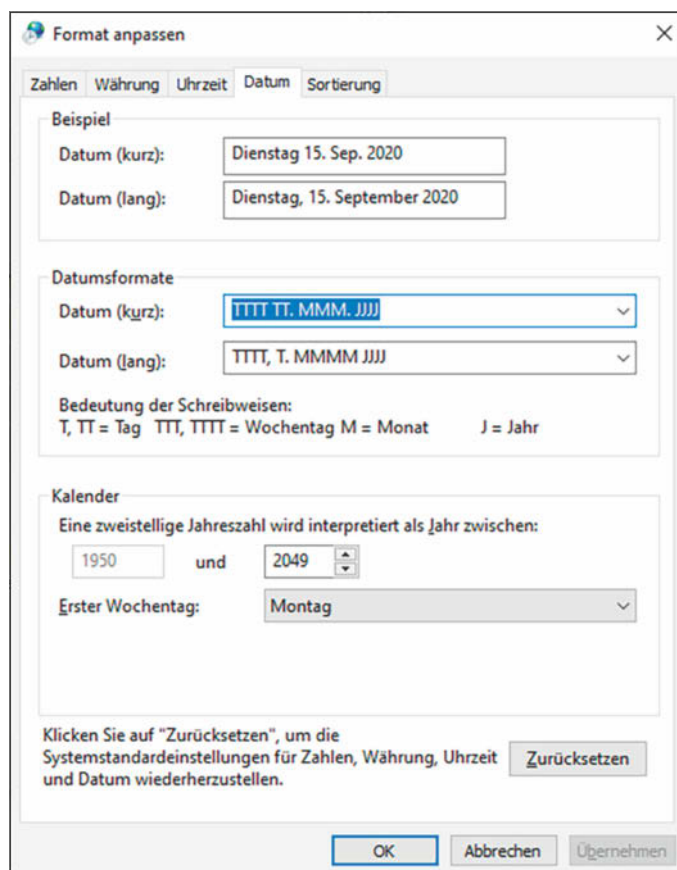 Format anpassen
Zahlen Währung Uhrzeit Datum Sortierung
Beispiel
Datum (kurz): Dienstag 15. Sep. 2020
Datum (lang): Dienstag, 15. September 2020
Datumsformate
Datum (kurz): TTTT TT. MMM. JJJJ
Datum (lang): TTTT, T. MMMM JJJJ
Bedeutung der Schreibweisen:
T, TT = Tag TTT, TTTT = Wochentag M = Monat J = Jahr
Kalender
Eine zweistellige Jahreszahl wird interpretiert als Jahr zwischen:
1950 und 2049
Erster Wochentag: Montag
Klicken Sie auf "Zurücksetzen", um die
Systemstandardeinstellungen für Zahlen, Währung, Uhrzeit
und Datum wiederherzustellen.
Zurücksetzen
OK Abbrechen Übernehmen